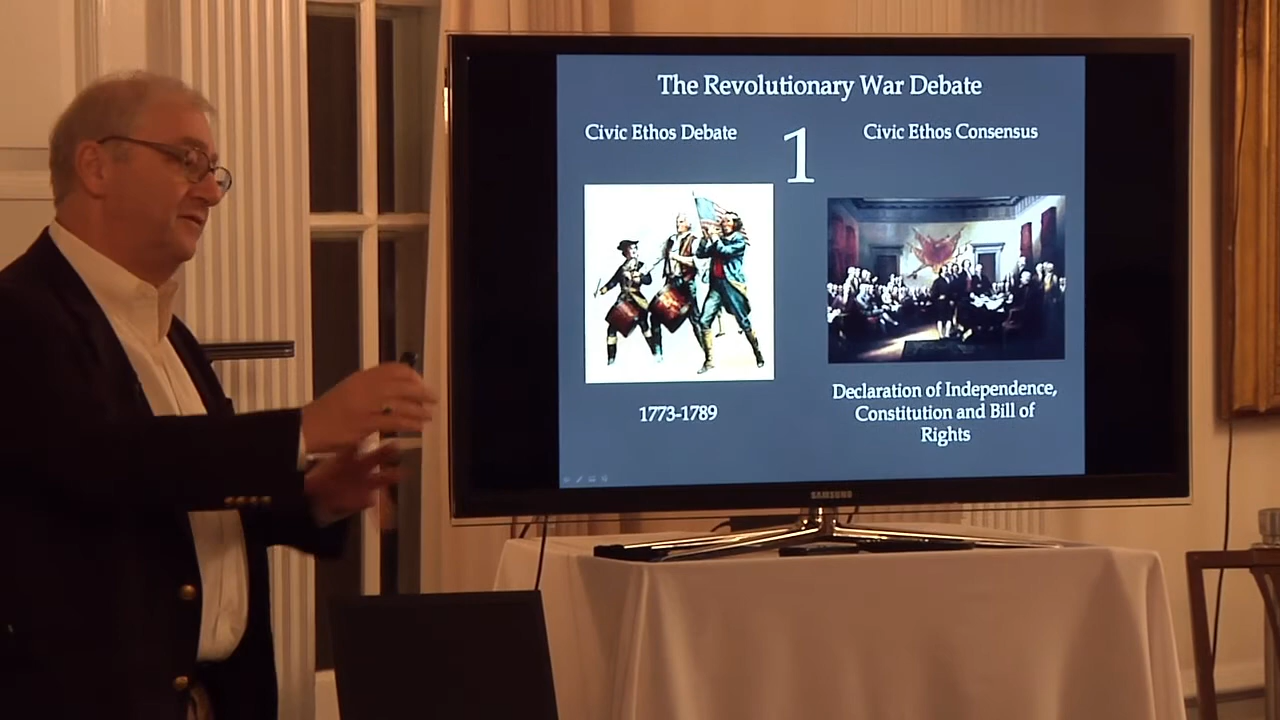 The Revolutionary War Debate
Civic Ethos Debate
1
Civic Ethos Consensus
1773-1789
Declaration of Independence,
Constitution and Bill of
Rights
SAMSUNG